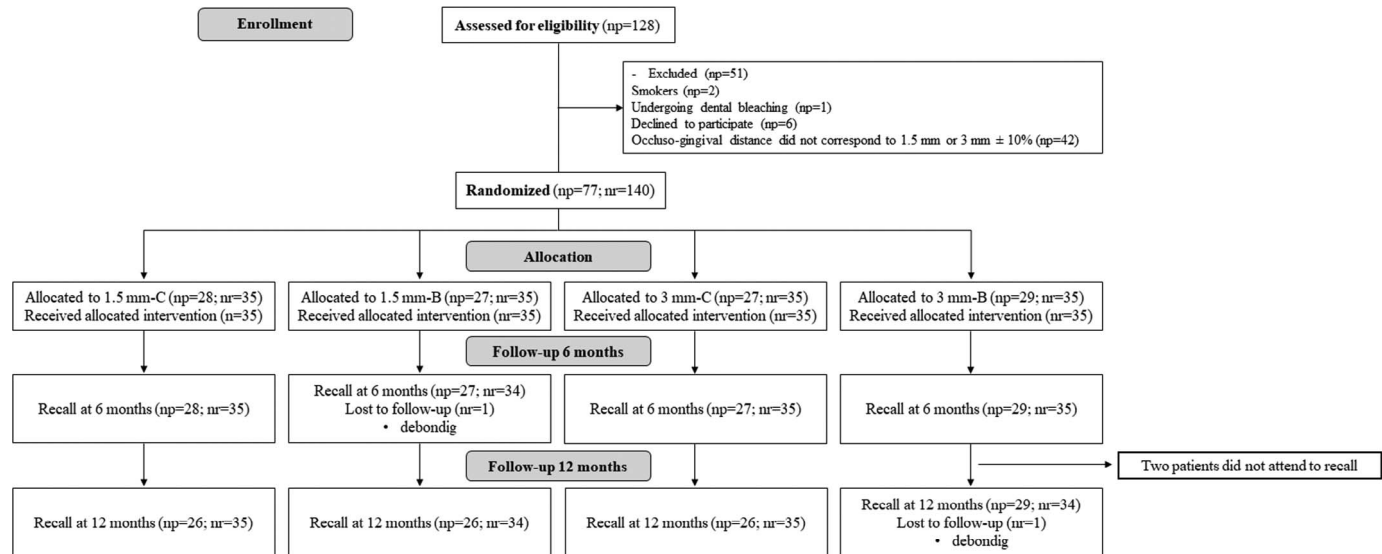 Enrollment
Assessed for eligibility (np=128)
- Excluded (np=51)
Smokers (np=2)
Undergoing dental bleaching (np=1)
Declined to participate (np=6)
Occluso-gingival distance did not correspond to 1.5 mm or 3 mm ± 10% (np=42)
Randomized (np=77; nr=140)
Allocation
Allocated to 1.5 mm-C (np=28; nr=35)
Received allocated intervention (n=35)
Allocated to 1.5 mm-B (np=27; nr=35)
Received allocated intervention (nr=35)
Allocated to 3 mm-C (np=27; nr=35)
Received allocated intervention (nr=35)
Allocated to 3 mm-B (np=29; nr=35)
Received allocated intervention (nr=35)
Follow-up 6 months
Recall at 6 months (np=28; nr=35)
Recall at 6 months (np=27; nr=34)
Lost to follow-up (nr=1)
• debondig
Recall at 6 months (np=27; nr=35)
Recall at 6 months (np=29; nr=35)
Follow-up 12 months
Two patients did not attend to recall
Recall at 12 months (np=26; nr=35)
Recall at 12 months (np=26; nr=34)
Recall at 12 months (np=26; nr=35)
Recall at 12 months (np=29; nr=34)
Lost to follow-up (nr=1)
• debondig